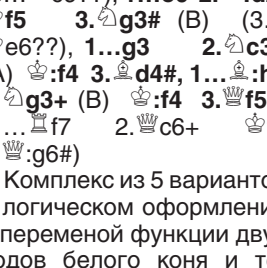 ♕f5 3.♘g3# (B) (3.
♕e6??), 1…g3 2.♘c3
A) ♔:f4 3.♗d4#, 1…♗:h
♘g3+ (B) ♔:f4 3.♕f5
…♖f7 2.♕c6+ ♔
♕:g6#)
Комплекс из 5 вариантo
логическом оформлени
переменой функции дву
одов белого коня и т